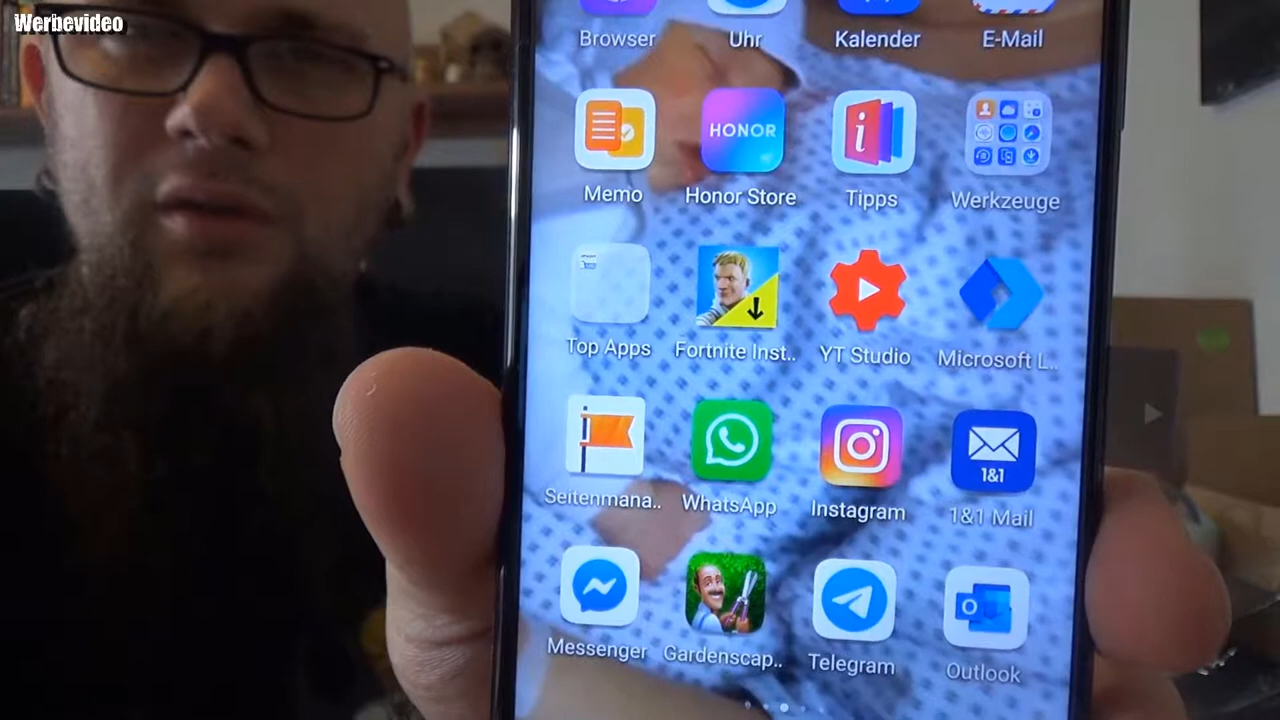 Werbevideo
Browser Uhr Kalender E-Mail
HONOR
Memo Honor Store Tipps Werkzeuge
Top Apps Fortnite Inst.. YT Studio Microsoft L..
1&1
Seitenmana.. WhatsApp Instagram 1&1 Mail
Messenger Gardenscap.. Telegram Outlook